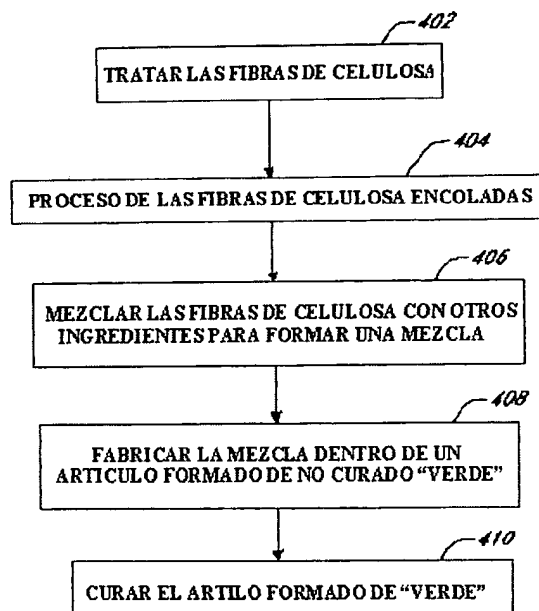 402
TRATAR LAS FIBRAS DE CELULOSA
404
PROCESO DE LAS FIBRAS DE CELULOSA ENCOLADAS
406
MEZCLAR LAS FIBRAS DE CELULOSA CON OTROS
INGREDIENTES PARA FORMAR UNA MEZCLA
408
FABRICAR LA MEZCLA DENTRO DE UN
ARTICULO FORMADO DE NO CURADO “VERDE”
410
CURAR EL ARTILO FORMADO DE “VERDE”